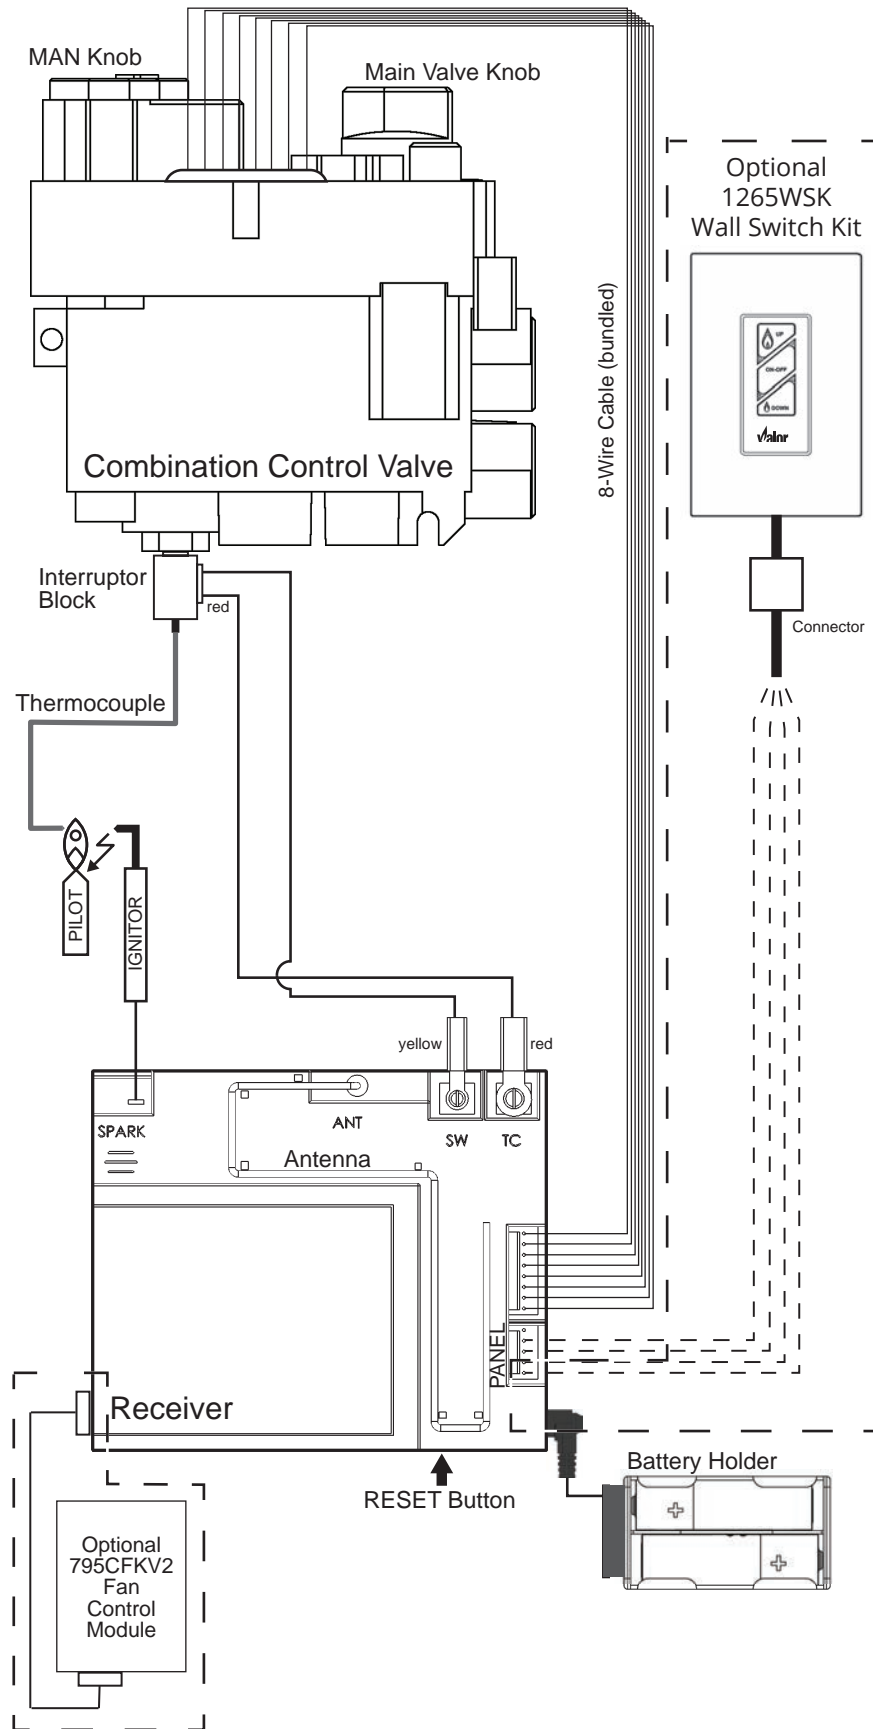 MAN Knob
Main Valve Knob
Optional
1265WSK
Wall Switch Kit
UP
ON-OFF
DOWN
Valor
8-Wire Cable (bundled)
Combination Control Valve
Interruptor
Block
red
Connector
Thermocouple
PILOT
IGNITOR
yellow
red
SPARK
ANT
SW
TC
Antenna
PANEL
Receiver
RESET Button
Battery Holder
+
+
Optional
795CFKV2
Fan
Control
Module